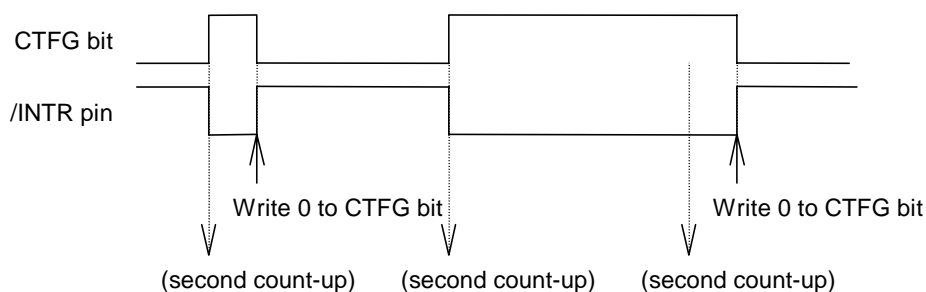 CTFG bit
/INTR pin
Write 0 to CTFG bit
Write 0 to CTFG bit
(second count-up)
(second count-up)
(second count-up)